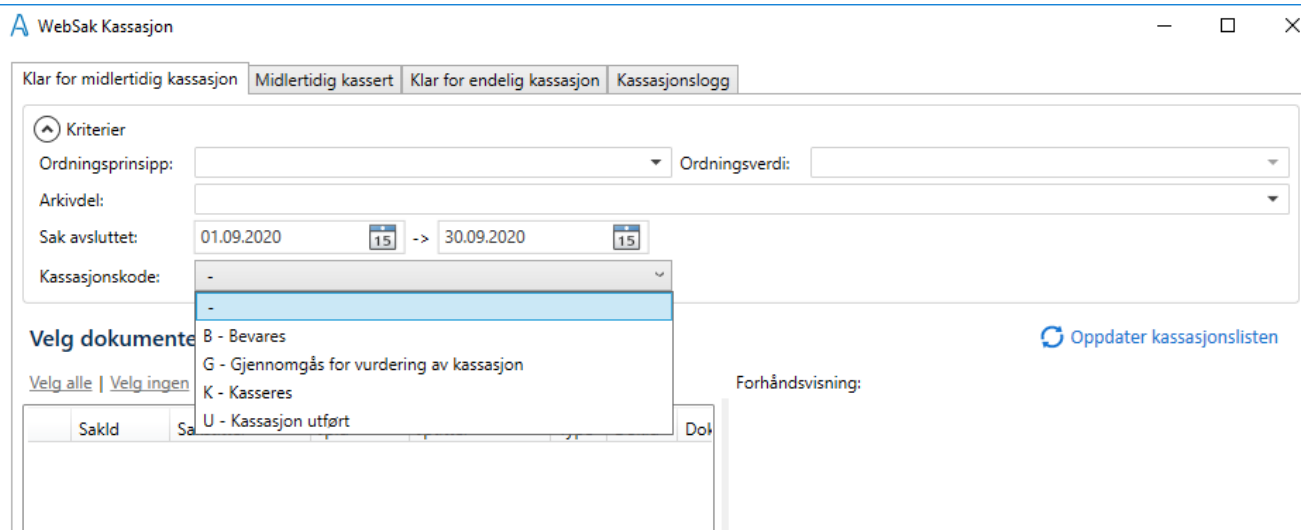 WebSak Kassasjon
Klar for midlertidig kassasjon Midlertidig kassert Klar for endelig kassasjon Kassasjonslogg
Kriterier
Ordningsprinsipp: Ordningsverdi:
Arkivdel:
Sak avsluttet: 01.09.2020 15 -> 30.09.2020 15
Kassasjonskode: -
-
Velg dokumente B - Bevares Oppdater kassasjonslisten
G - Gjennomgås for vurdering av kassasjon
Velg alle | Velg ingen K - Kasseres Forhåndsvisning:
U - Kassasjon utført
SakId Sa Dok